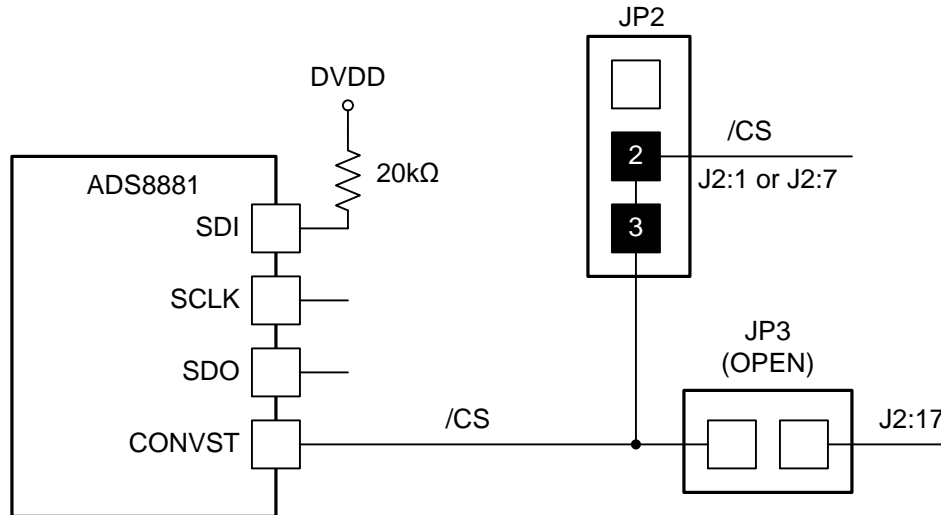 JP2
DVDD
/CS
2
20kΩ
J2:1 or J2:7
ADS8881
SDI
3
SCLK
JP3
(OPEN)
SDO
/CS
J2:17
CONVST